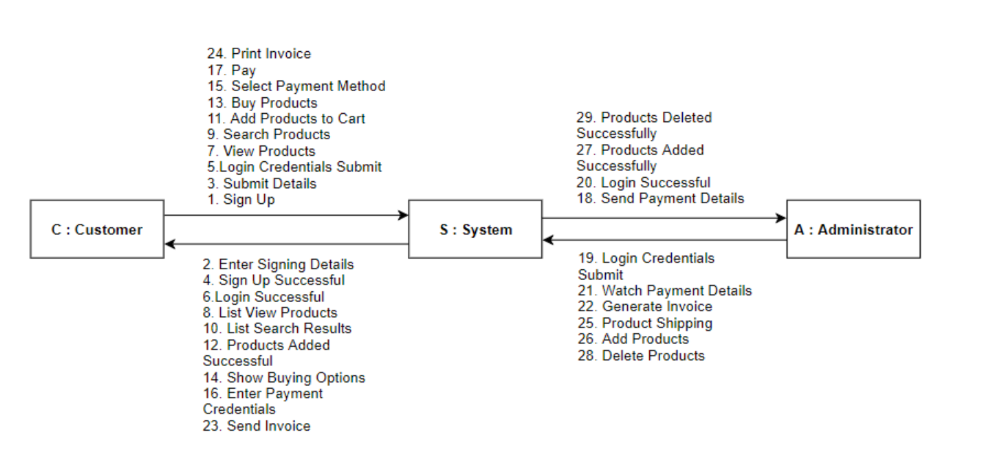 24. Print Invoice
17. Pay
15. Select Payment Method
13. Buy Products
11. Add Products to Cart
9. Search Products
7. View Products
5.Login Credentials Submit
3. Submit Details
1. Sign Up
29. Products Deleted
Successfully
27. Products Added
Successfully
20. Login Successful
18. Send Payment Details
C : Customer
S : System
A : Administrator
2. Enter Signing Details
4. Sign Up Successful
6.Login Successful
8. List View Products
10. List Search Results
12. Products Added
Successful
14. Show Buying Options
16. Enter Payment
Credentials
23. Send Invoice
19. Login Credentials
Submit
21. Watch Payment Details
22. Generate Invoice
25. Product Shipping
26. Add Products
28. Delete Products